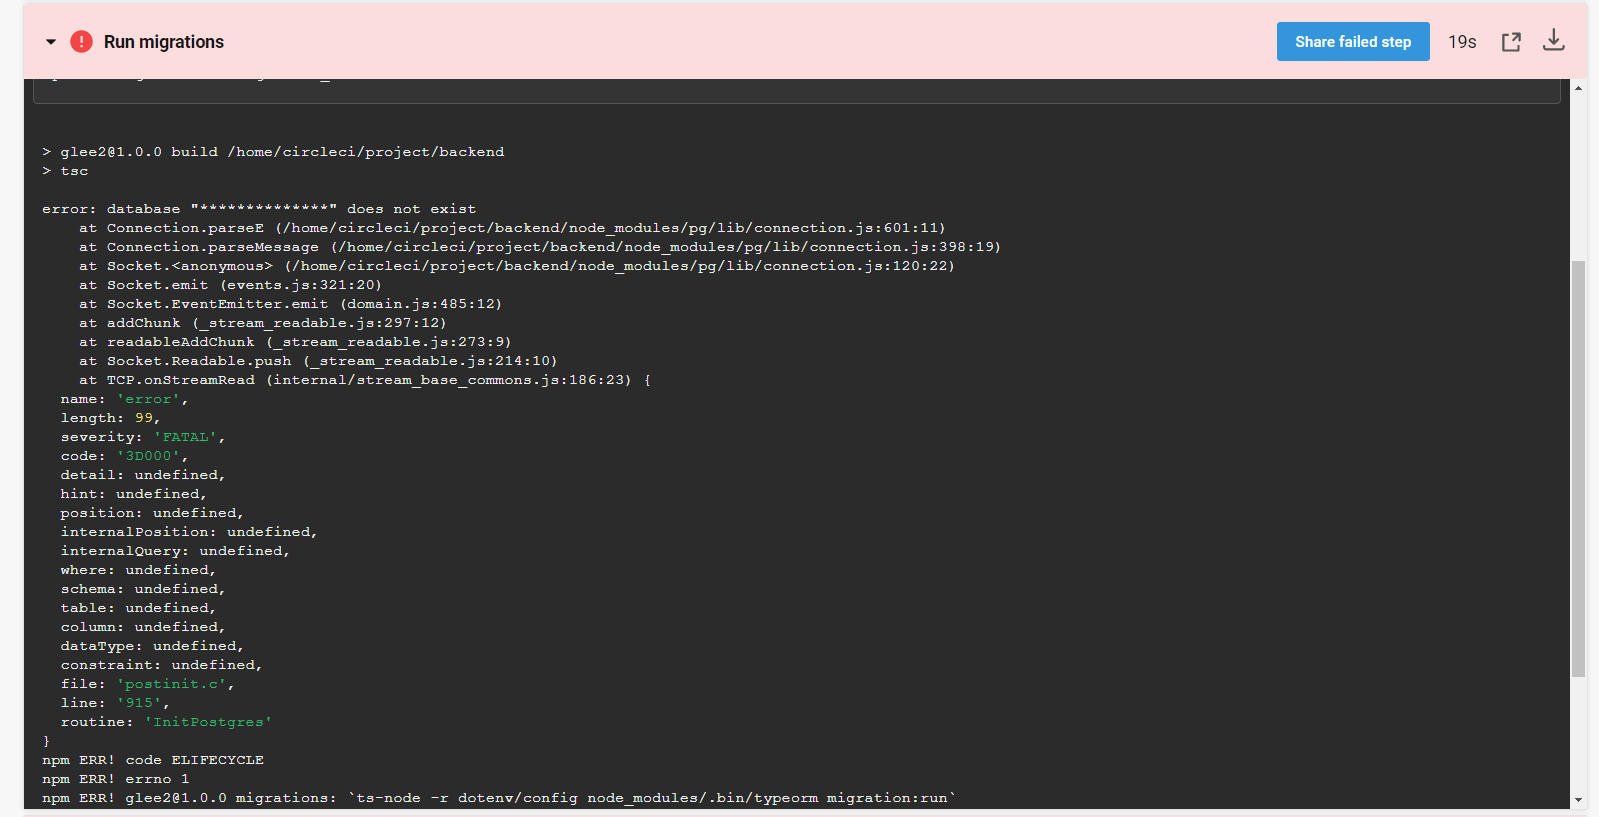 Run migrations
Share failed step
19s
> glee2@1.0.0 build /home/circleci/project/backend
> tsc
error: database "**************" does not exist
at Connection.parseE (/home/circleci/project/backend/node_modules/pg/lib/connection.js:601:11)
at Connection.parseMessage (/home/circleci/project/backend/node_modules/pg/lib/connection.js:398:19)
at Socket.<anonymous> (/home/circleci/project/backend/node_modules/pg/lib/connection.js:120:22)
at Socket.emit (events.js:321:20)
at Socket.EventEmitter.emit (domain.js:485:12)
at addChunk (_stream_readable.js:297:12)
at readableAddChunk (_stream_readable.js:273:9)
at Socket.Readable.push (_stream_readable.js:214:10)
at TCP.onStreamRead (internal/stream_base_commons.js:186:23) {
name: 'error',
length: 99,
severity: 'FATAL',
code: '3D000',
detail: undefined,
hint: undefined,
position: undefined,
internalPosition: undefined,
internalQuery: undefined,
where: undefined,
schema: undefined,
table: undefined,
column: undefined,
dataType: undefined,
constraint: undefined,
file: 'postinit.c',
line: '915',
routine: 'InitPostgres'
}
npm ERR! code ELIFECYCLE
npm ERR! errno 1
npm ERR! glee2@1.0.0 migrations: `ts-node -r dotenv/config node_modules/.bin/typeorm migration:run`